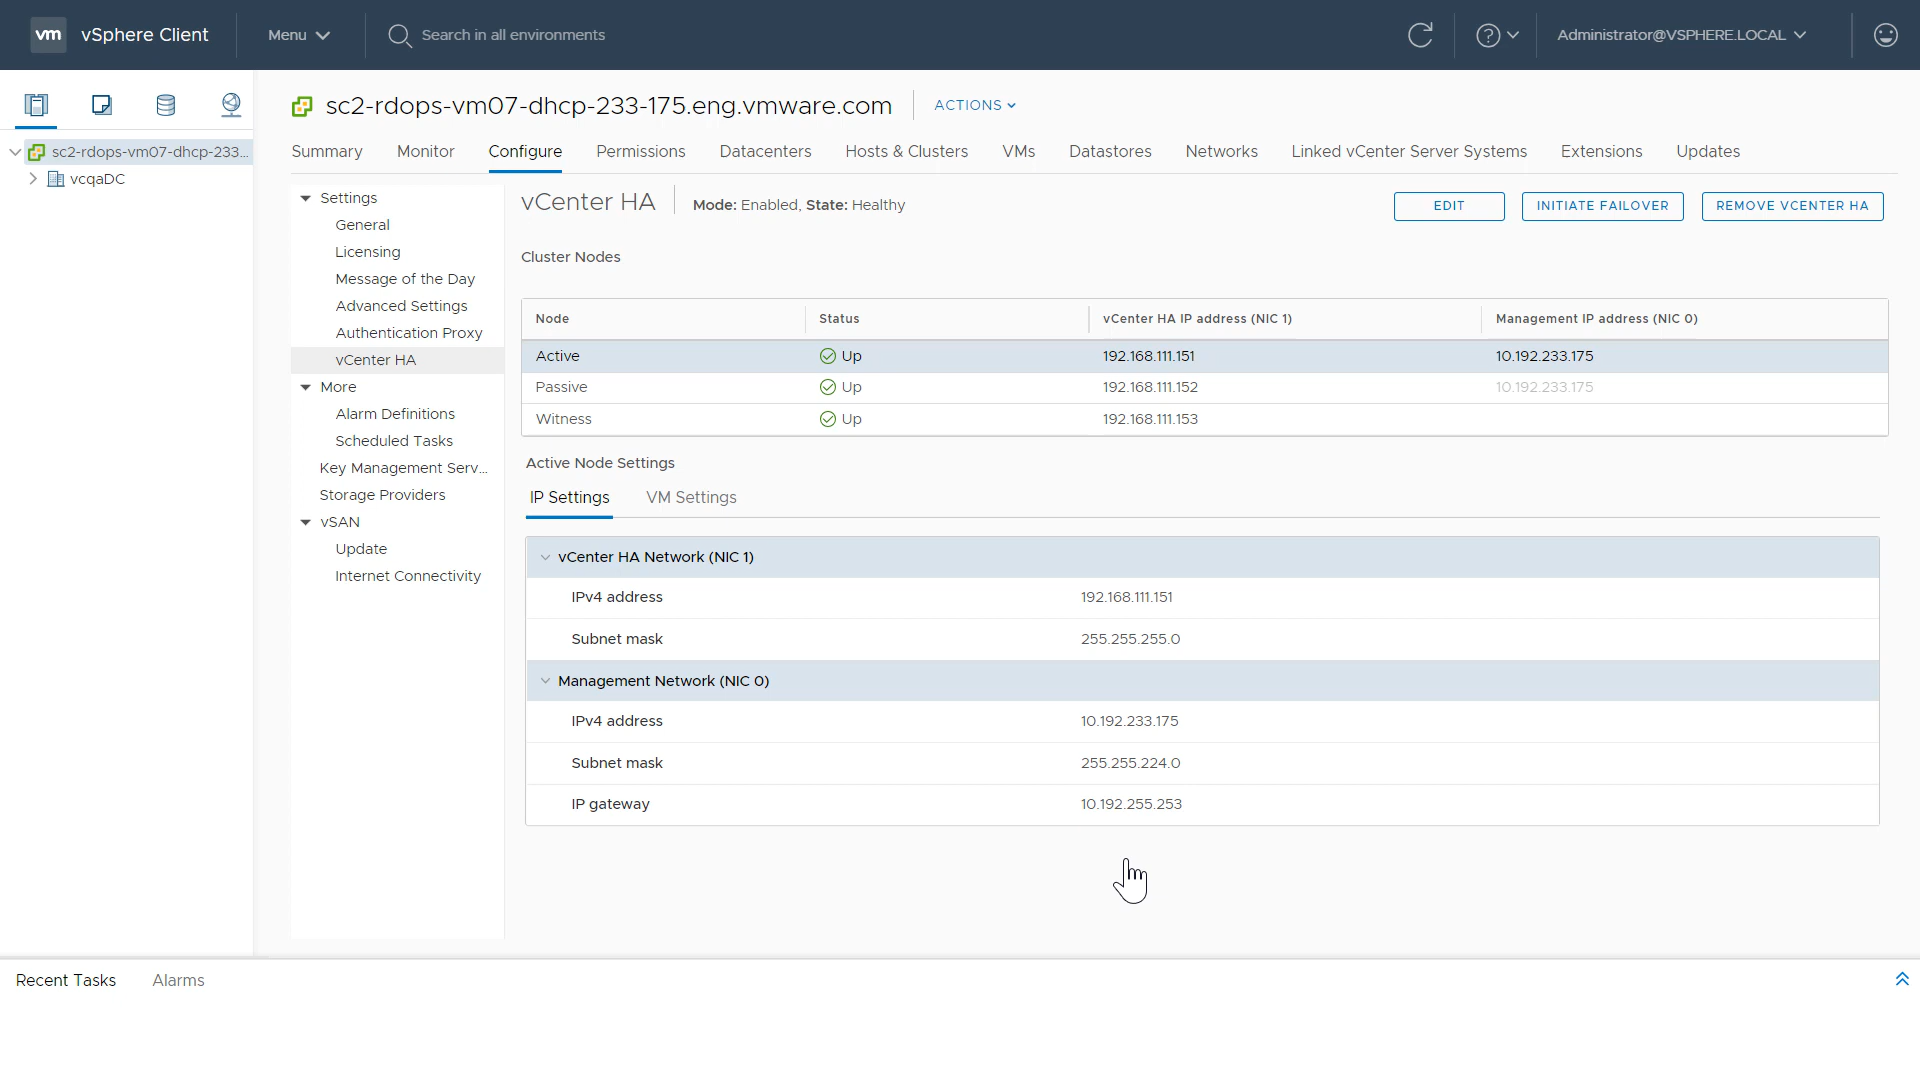 vm vSphere Client Menu Search in all environments Administrator@VSPHERE.LOCAL
sc2-rdops-vm07-dhcp-233...
vcqaDC
sc2-rdops-vm07-dhcp-233-175.eng.vmware.com ACTIONS
Summary Monitor Configure Permissions Datacenters Hosts & Clusters VMs Datastores Networks Linked vCenter Server Systems Extensions Updates
Settings
General
Licensing
Message of the Day
Advanced Settings
Authentication Proxy
vCenter HA
More
Alarm Definitions
Scheduled Tasks
Key Management Serv...
Storage Providers
vSAN
Update
Internet Connectivity
vCenter HA Mode: Enabled, State: Healthy EDIT INITIATE FAILOVER REMOVE VCENTER HA
Cluster Nodes
Node Status vCenter HA IP address (NIC 1) Management IP address (NIC 0)
Active Up 192.168.111.151 10.192.233.175
Passive Up 192.168.111.152 10.192.233.175
Witness Up 192.168.111.153
Active Node Settings
IP Settings VM Settings
vCenter HA Network (NIC 1)
IPv4 address 192.168.111.151
Subnet mask 255.255.255.0
Management Network (NIC 0)
IPv4 address 10.192.233.175
Subnet mask 255.255.224.0
IP gateway 10.192.255.253
Recent Tasks Alarms